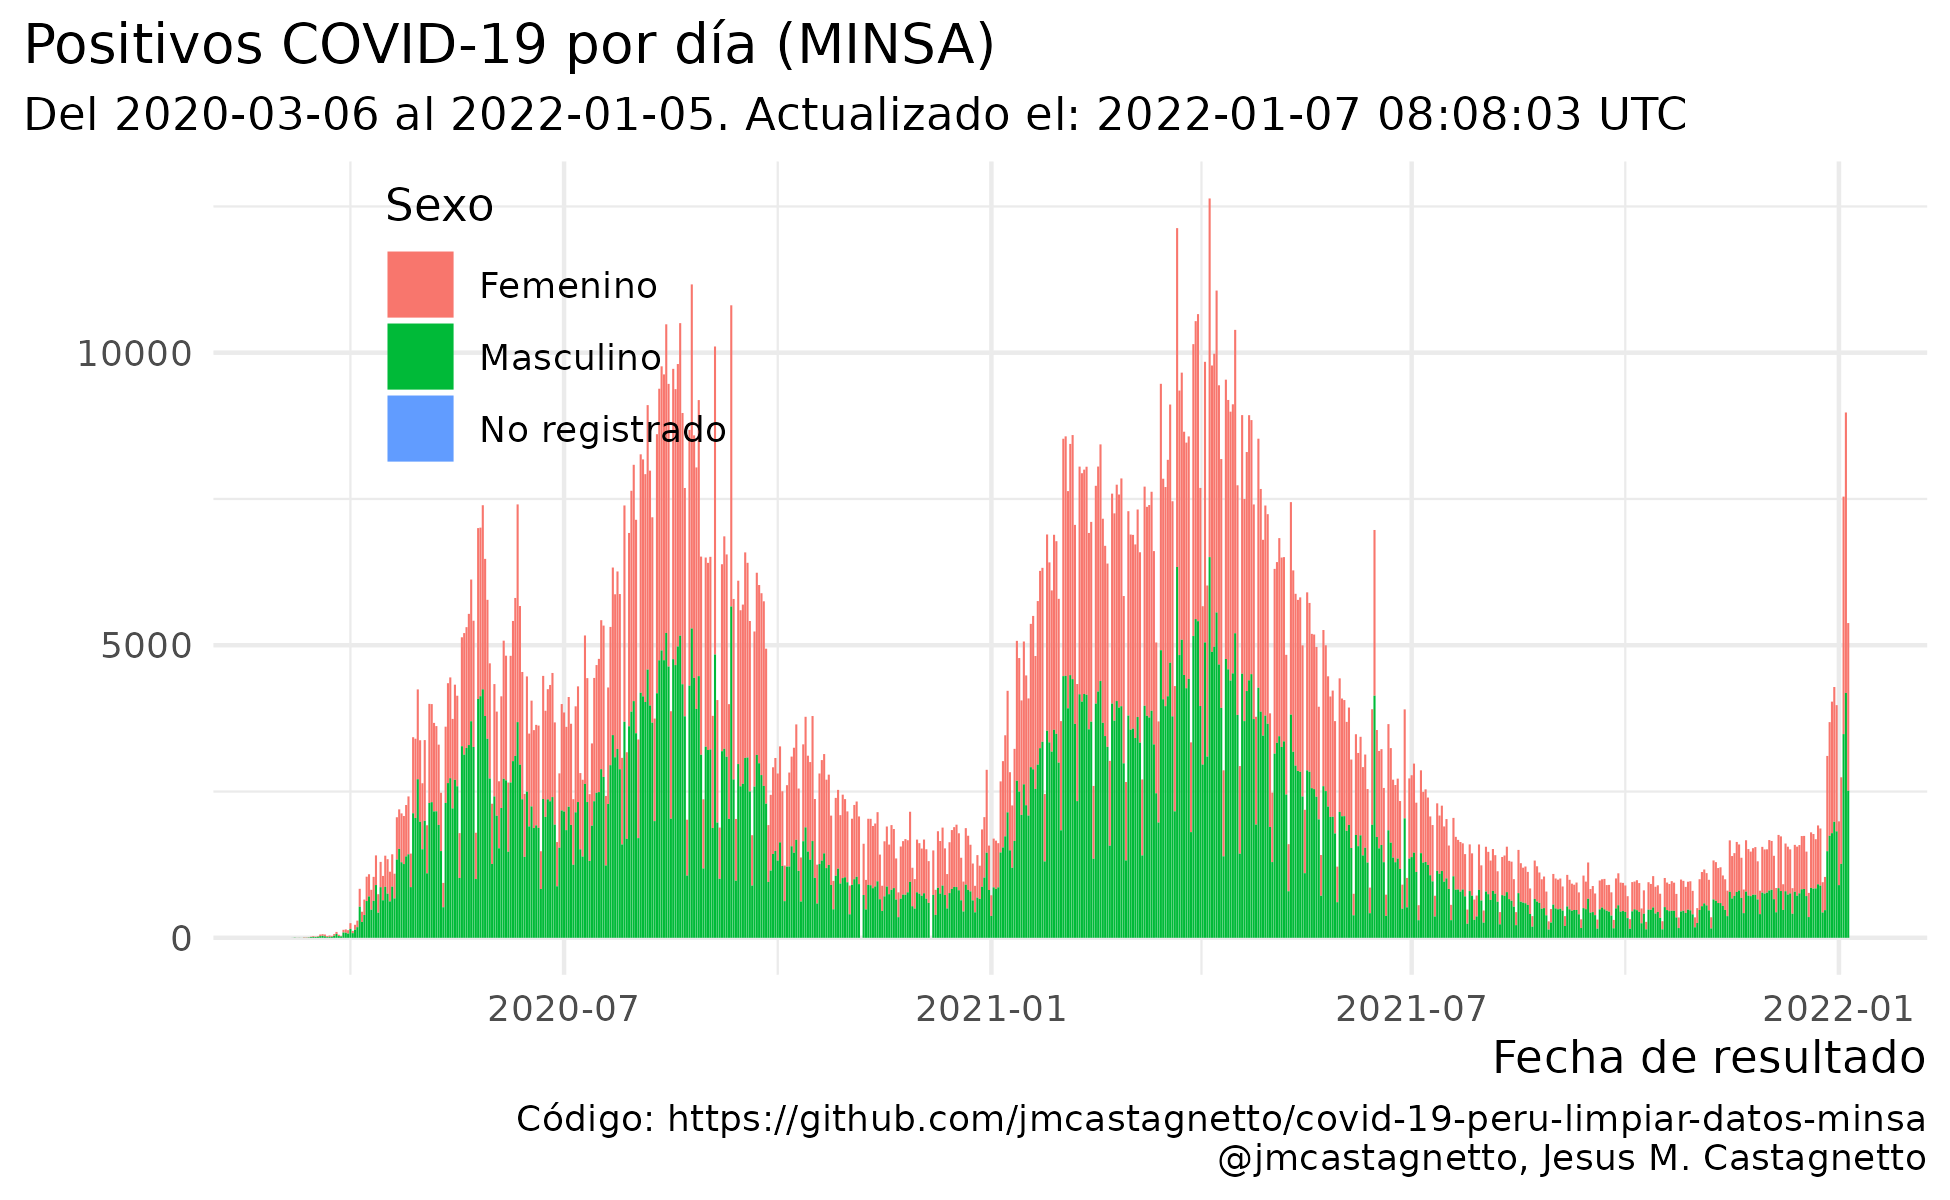 Positivos COVID-19 por día (MINSA)
Del 2020-03-06 al 2022-01-05. Actualizado el: 2022-01-07 08:08:03 UTC
Sexo
Femenino
Masculino
No registrado
10000
5000
0
2020-07
2021-01
2021-07
2022-01
Fecha de resultado
Código: https://github.com/jmcastagnetto/covid-19-peru-limpiar-datos-minsa
@jmcastagnetto, Jesus M. Castagnetto